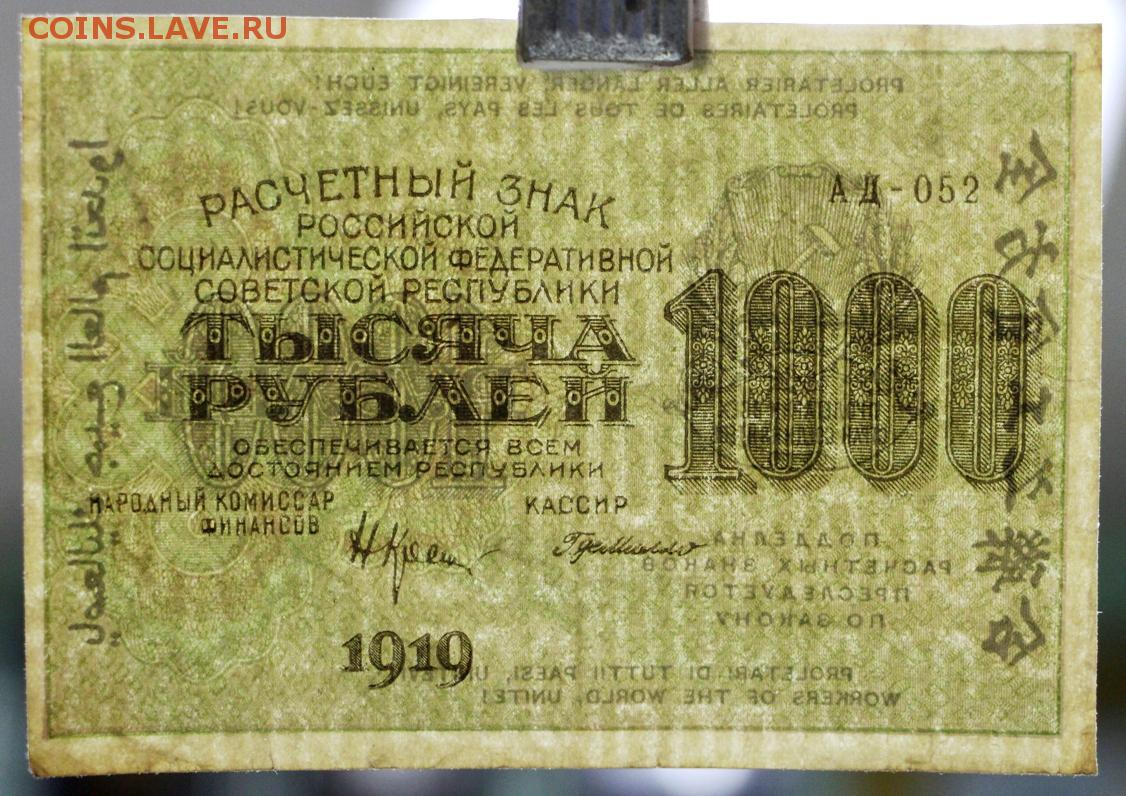 COINS.LAVE.RU
PROLETARIER ALLER LÄNDER, VEREINIGT EUCH!
PROLÉTAIRES DE TOUS LES PAYS, UNISSEZ-VOUS!
РАСЧЕТНЫЙ ЗНАК
АД-052
РОССИЙСКОЙ
СОЦИАЛИСТИЧЕСКОЙ ФЕДЕРАТИВНОЙ
СОВЕТСКОЙ РЕСПУБЛИКИ
ТЫСЯЧА
РУБЛЕЙ
1000
ОБЕСПЕЧИВАЕТСЯ ВСЕМ
ДОСТОЯНИЕМ РЕСПУБЛИКИ
НАРОДНЫЙ КОМИССАР
ФИНАНСОВ
КАССИР
ПОДДЕЛКА
РАСЧЕТНЫХ ЗНАКОВ
ПРЕСЛЕДУЕТСЯ
ПО ЗАКОНУ
1919
PROLETARI DI TUTTI I PAESI,
WORKERS OF THE WORLD, UNITE!